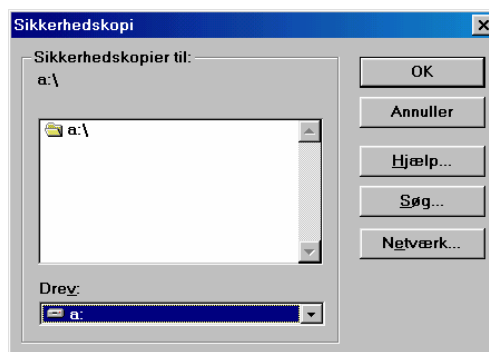 Sikkerhedskopi
Sikkerhedskopier til:
a:\
a:\
Drev:
a:
OK
Annuller
Hjælp...
Søg...
Netværk...